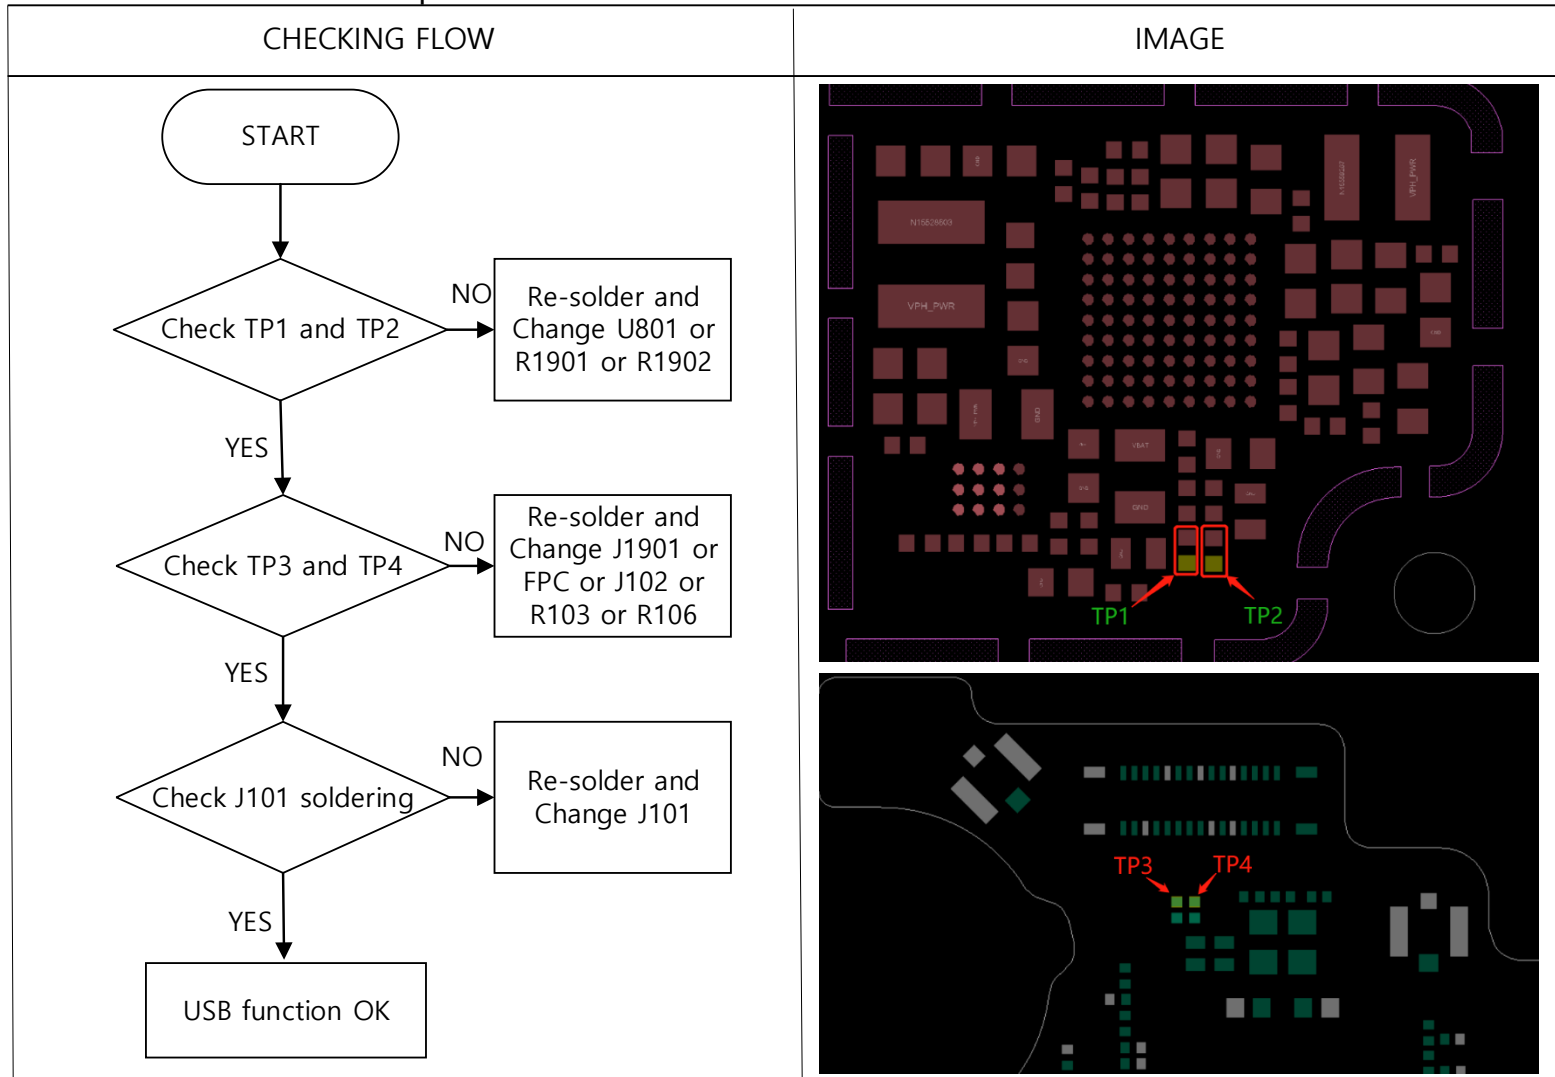 CHECKING FLOW
IMAGE
START
Check TP1 and TP2
NO
Re-solder and
Change U801 or
R1901 or R1902
YES
Check TP3 and TP4
NO
Re-solder and
Change J1901 or
FPC or J102 or
R103 or R106
YES
Check J101 soldering
NO
Re-solder and
Change J101
YES
USB function OK
VPH_PWR
VPH_PWR
GND
VBAT
GND
TP1
TP2
TP3
TP4